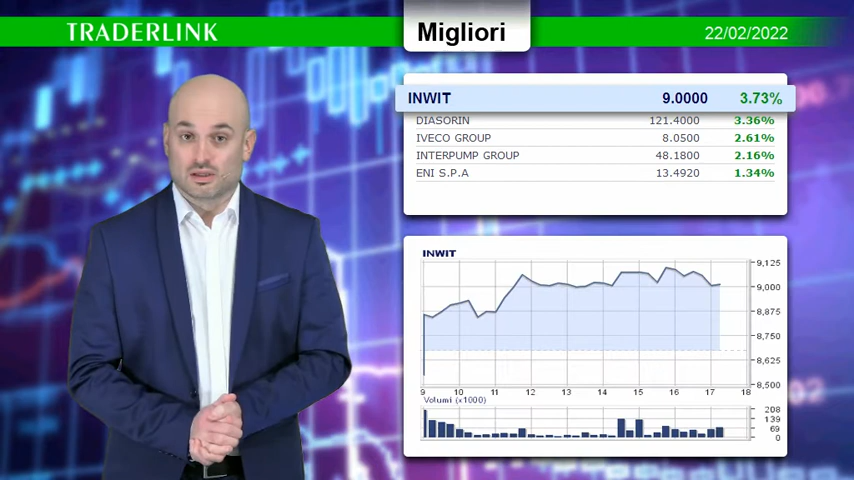 TRADERLINK
Migliori
22/02/2022
INWIT 9.0000 3.73%
DIASORIN 121.4000 3.36%
IVECO GROUP 8.0500 2.61%
INTERPUMP GROUP 48.1800 2.16%
ENI S.P.A 13.4920 1.34%
INWIT
9,125
9,000
8,875
8,750
8,625
8,500
9 10 11 12 13 14 15 16 17 18
Volumi (x1000)
208
139
69
0